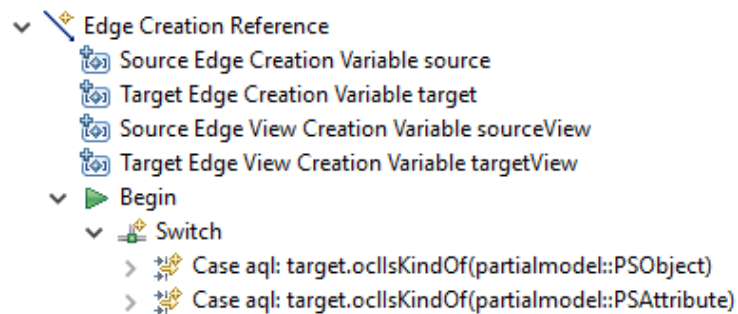 Edge Creation Reference
Source Edge Creation Variable source
Target Edge Creation Variable target
Source Edge View Creation Variable sourceView
Target Edge View Creation Variable targetView
Begin
Switch
Case aql: target.oclIsKindOf(partialmodel::PSObject)
Case aql: target.oclIsKindOf(partialmodel::PSAttribute)